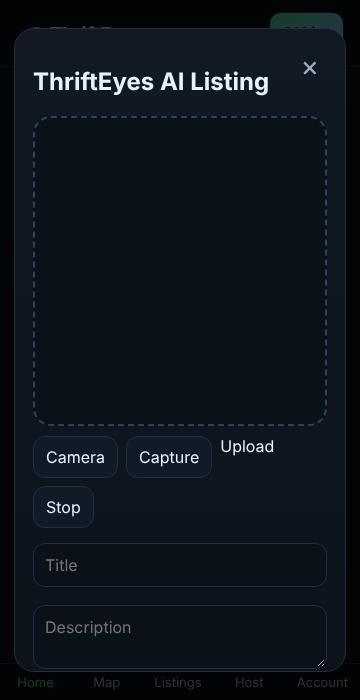 ThriftEyes AI Listing
×
Camera Capture Upload
Stop
Title
Description
Home Map Listings Host Account